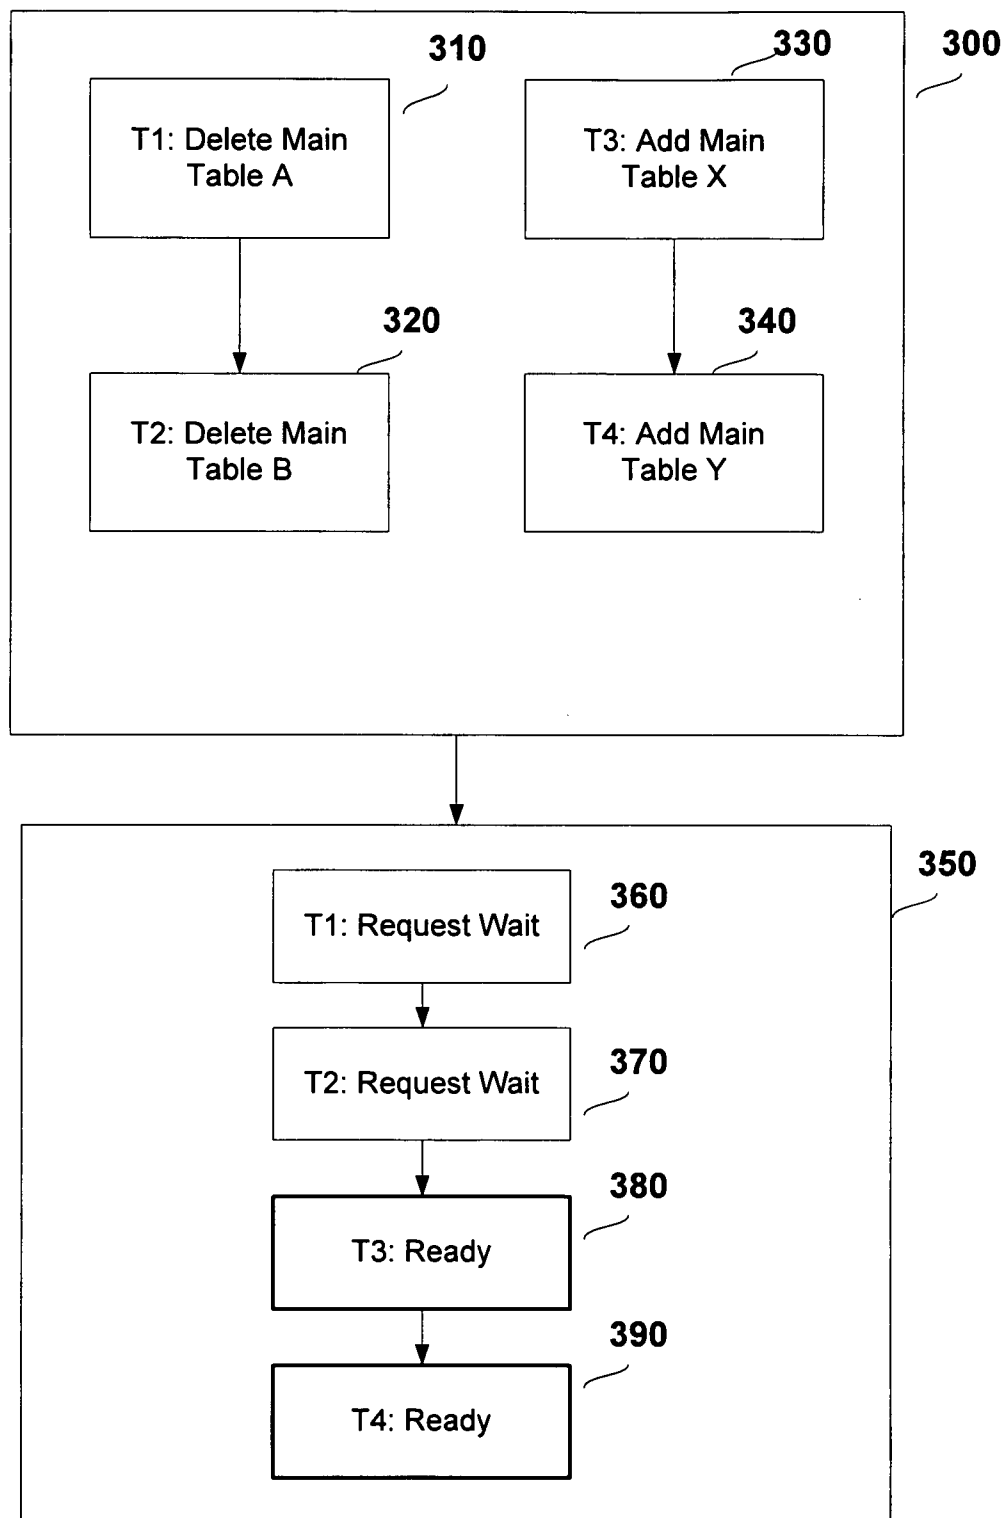 310
330
300
T1: Delete Main
Table A
T3: Add Main
Table X
320
340
T2: Delete Main
Table B
T4: Add Main
Table Y
350
360
T1: Request Wait
370
T2: Request Wait
380
T3: Ready
390
T4: Ready